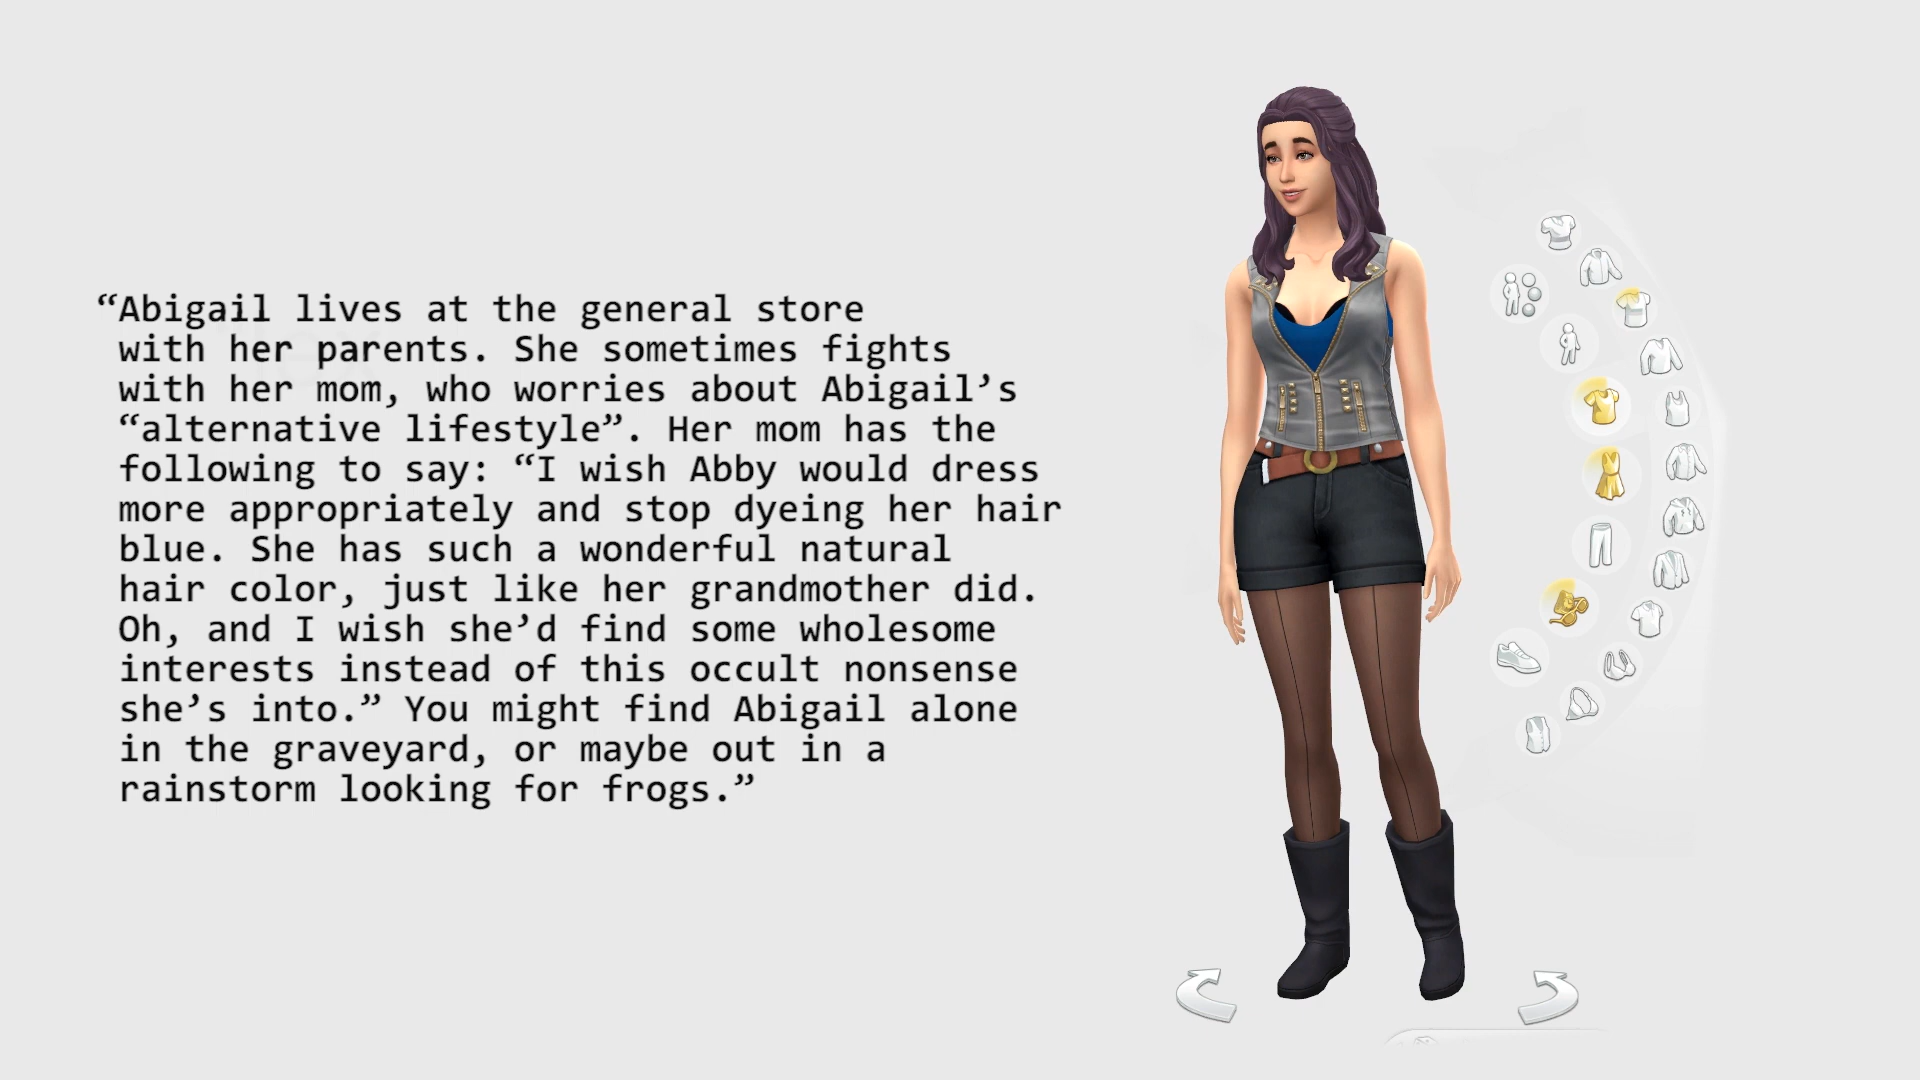 “Abigail lives at the general store
with her parents. She sometimes fights
with her mom, who worries about Abigail’s
“alternative lifestyle”. Her mom has the
following to say: “I wish Abby would dress
more appropriately and stop dyeing her hair
blue. She has such a wonderful natural
hair color, just like her grandmother did.
Oh, and I wish she’d find some wholesome
interests instead of this occult nonsense
she’s into.” You might find Abigail alone
in the graveyard, or maybe out in a
rainstorm looking for frogs.”